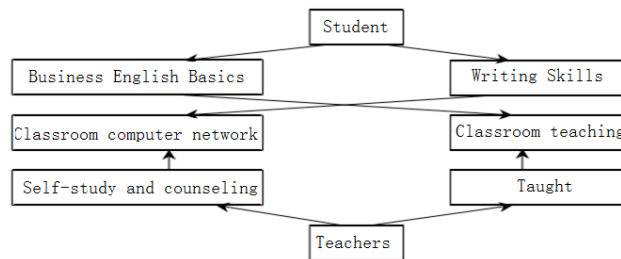 Student
Business English Basics
Writing Skills
Classroom computer network
Classroom teaching
Self-study and counseling
Taught
Teachers